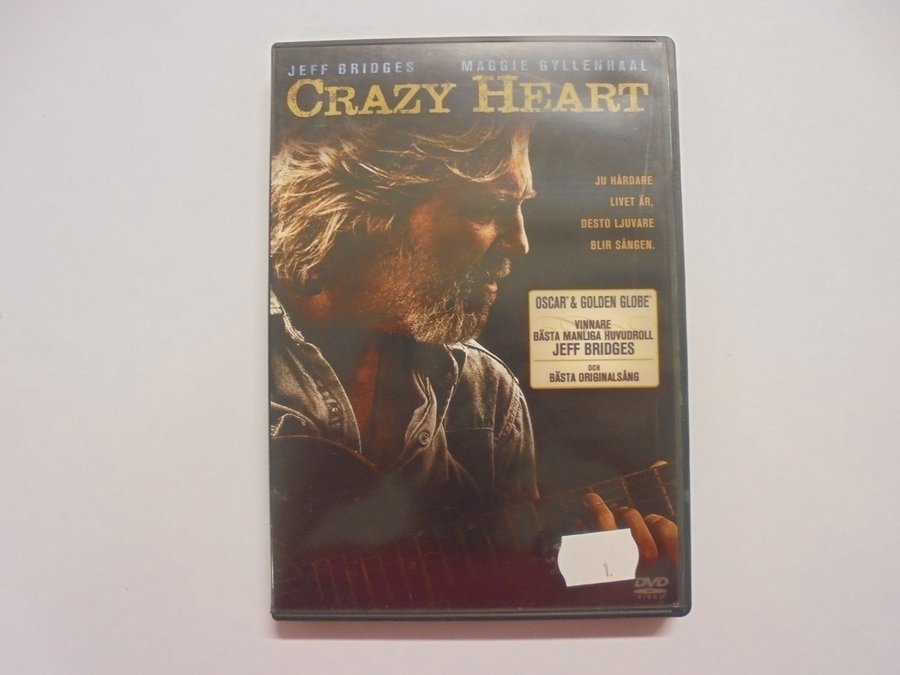 JEFF BRIDGES MAGGIE GYLLENHAAL
CRAZY HEART
JU HÅRDARE
LIVET ÄR,
DESTO LJUVARE
BLIR SÅNGEN.
OSCAR® & GOLDEN GLOBE®
VINNARE
BÄSTA MANLIGA HUVUDROLL
JEFF BRIDGES
OCH
BÄSTA ORIGINALSÅNG
1.
DVD
VIDEO